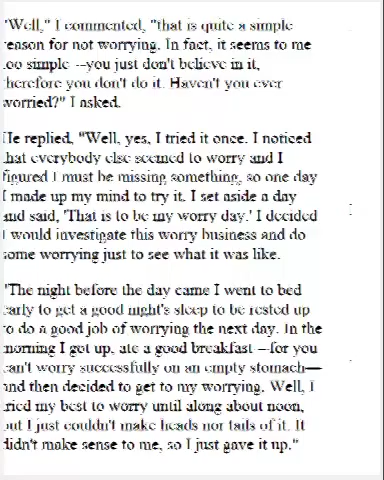 "Well," I commented, "that is quite a simple
reason for not worrying. In fact, it seems to me
too simple --you just don't believe in it,
therefore you don't do it. Haven't you ever
worried?" I asked.
He replied, "Well, yes, I tried it once. I noticed
that everybody else seemed to worry and I
figured I must be missing something, so one day
I made up my mind to try it. I set aside a day
and said, 'That is to be my worry day.' I decided
I would investigate this worry business and do
some worrying just to see what it was like.
"The night before the day came I went to bed
early to get a good night's sleep to be rested up
to do a good job of worrying the next day. In the
morning I got up, ate a good breakfast --for you
can't worry successfully on an empty stomach—
and then decided to get to my worrying. Well, I
tried my best to worry until along about noon,
but I just couldn't make heads nor tails of it. It
didn't make sense to me, so I just gave it up."